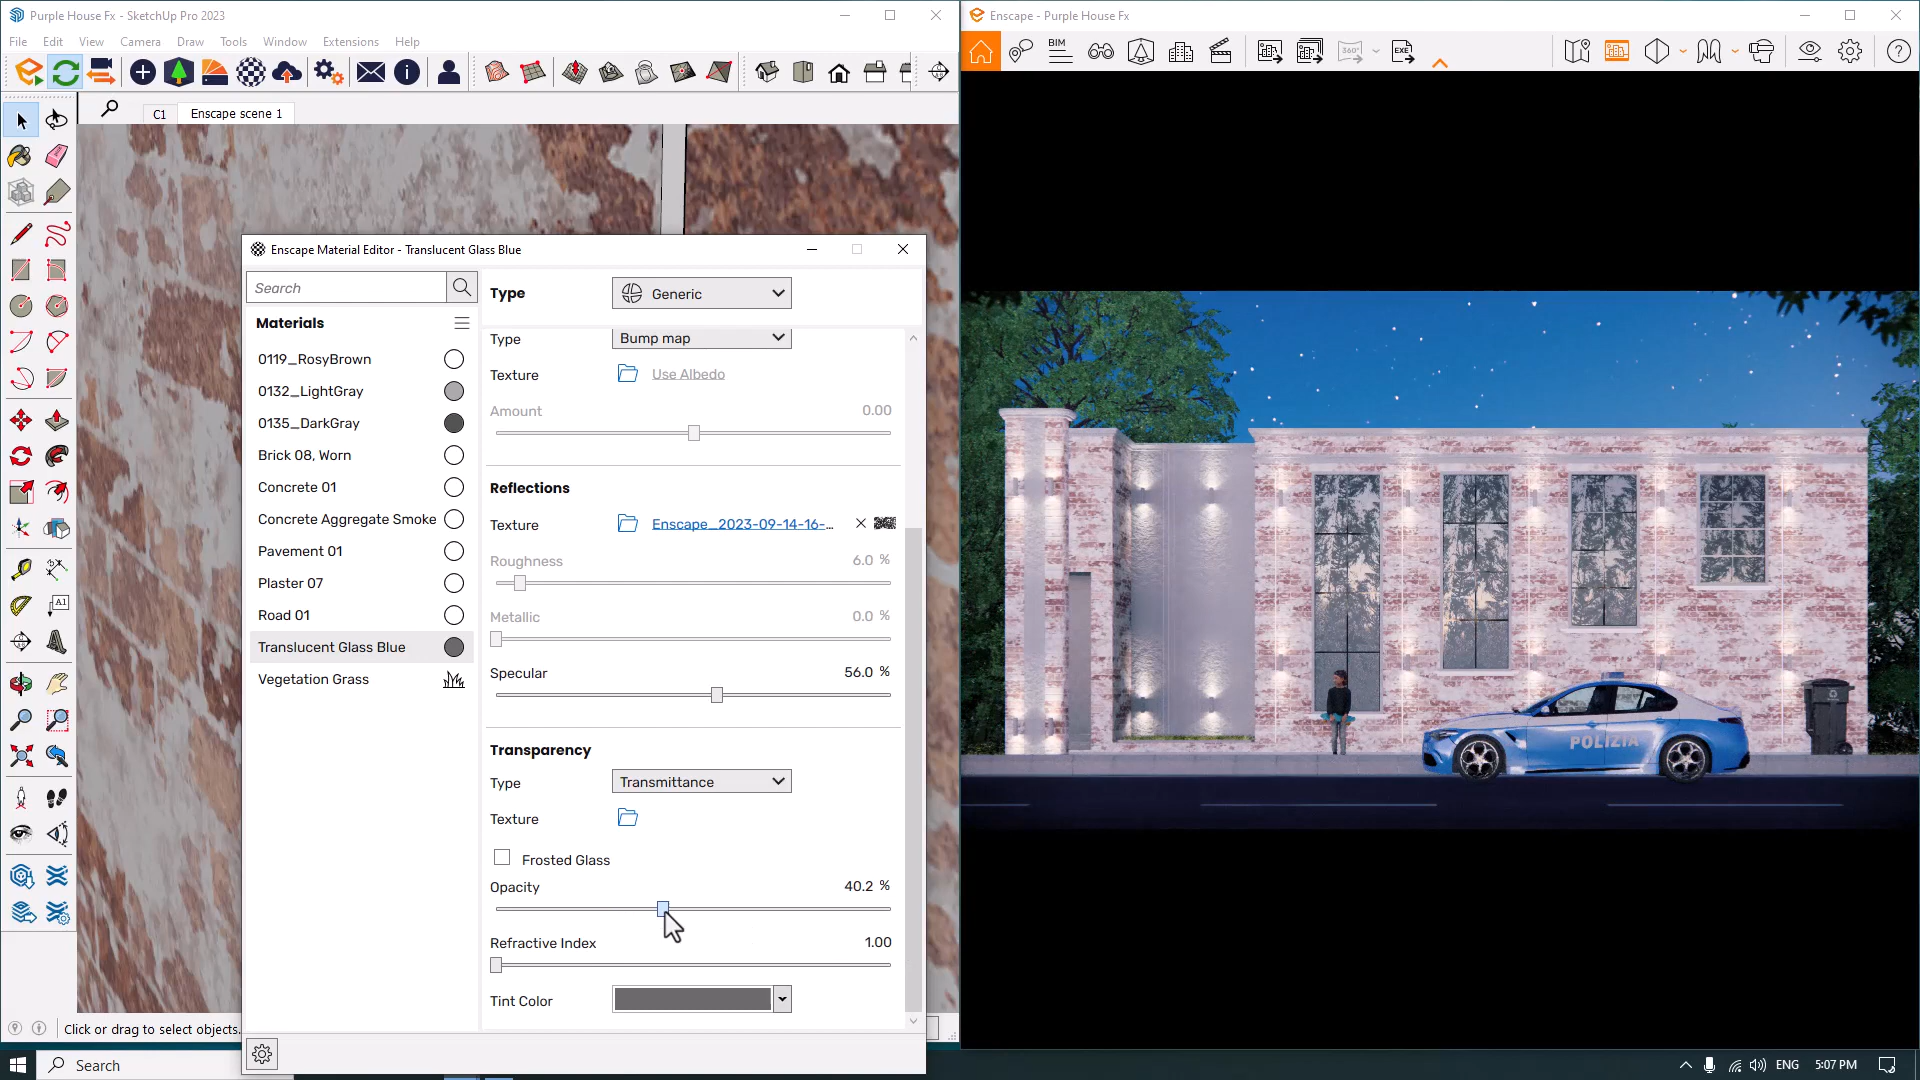 Purple House Fx - SketchUp Pro 2023
File Edit View Camera Draw Tools Window Extensions Help
C1 Enscape scene 1
Enscape Material Editor - Translucent Glass Blue
Search
Materials
0119_RosyBrown
0132_LightGray
0135_DarkGray
Brick 08, Worn
Concrete 01
Concrete Aggregate Smoke
Pavement 01
Plaster 07
Road 01
Translucent Glass Blue
Vegetation Grass
Type Generic
Type Bump map
Texture Use Albedo
Amount 0.00
Reflections
Texture Enscape_2023-09-14-16-...
Roughness 6.0 %
Metallic 0.0 %
Specular 56.0 %
Transparency
Type Transmittance
Texture
Frosted Glass
Opacity 40.2 %
Refractive Index 1.00
Tint Color
A1
Click or drag to select objects.
Enscape - Purple House Fx
BIM
360°
EXE
POLIZIA
Search
ENG 5:07 PM